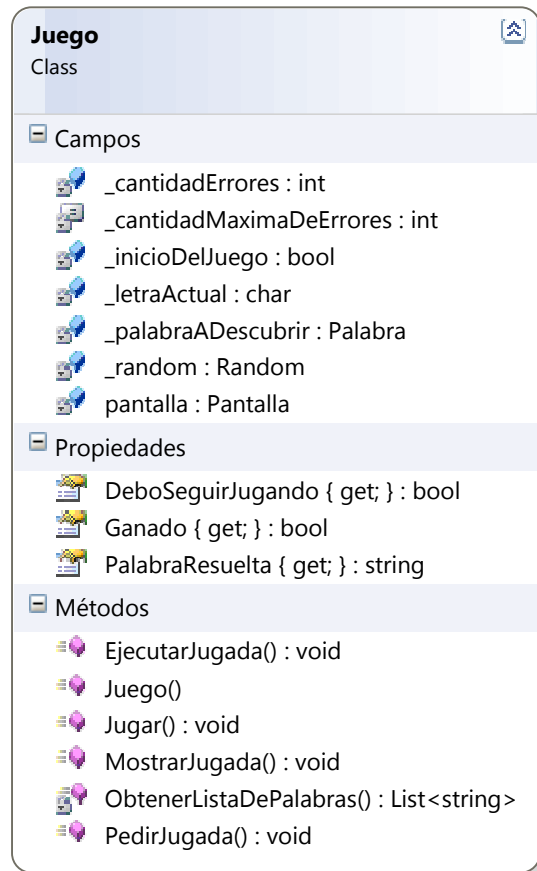 Juego
Class
Campos
_cantidadErrores : int
_cantidadMaximaDeErrores : int
_inicioDelJuego : bool
_letraActual : char
_palabraADescubrir : Palabra
_random : Random
pantalla : Pantalla
Propiedades
DeboSeguirJugando { get; } : bool
Ganado { get; } : bool
PalabraResuelta { get; } : string
Métodos
EjecutarJugada() : void
Juego()
Jugar() : void
MostrarJugada() : void
ObtenerListaDePalabras() : List<string>
PedirJugada() : void